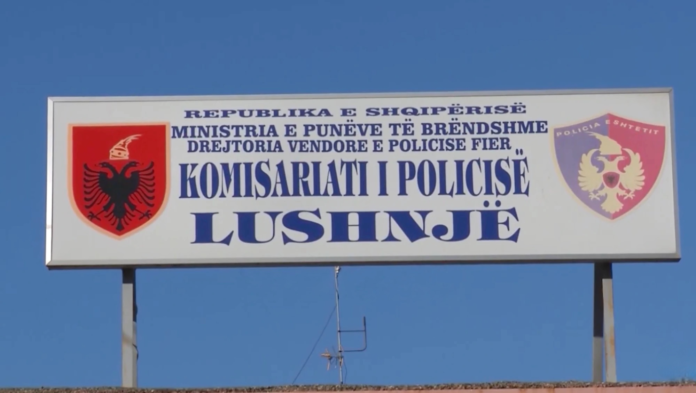 REPUBLIKA E SHQIPËRISË
MINISTRIA E PUNËVE TË BRËNDSHME
DREJTORIA VENDORE E POLICISE FIER
KOMISARIATI I POLICISË
LUSHNJË
POLICIA E SHTETIT